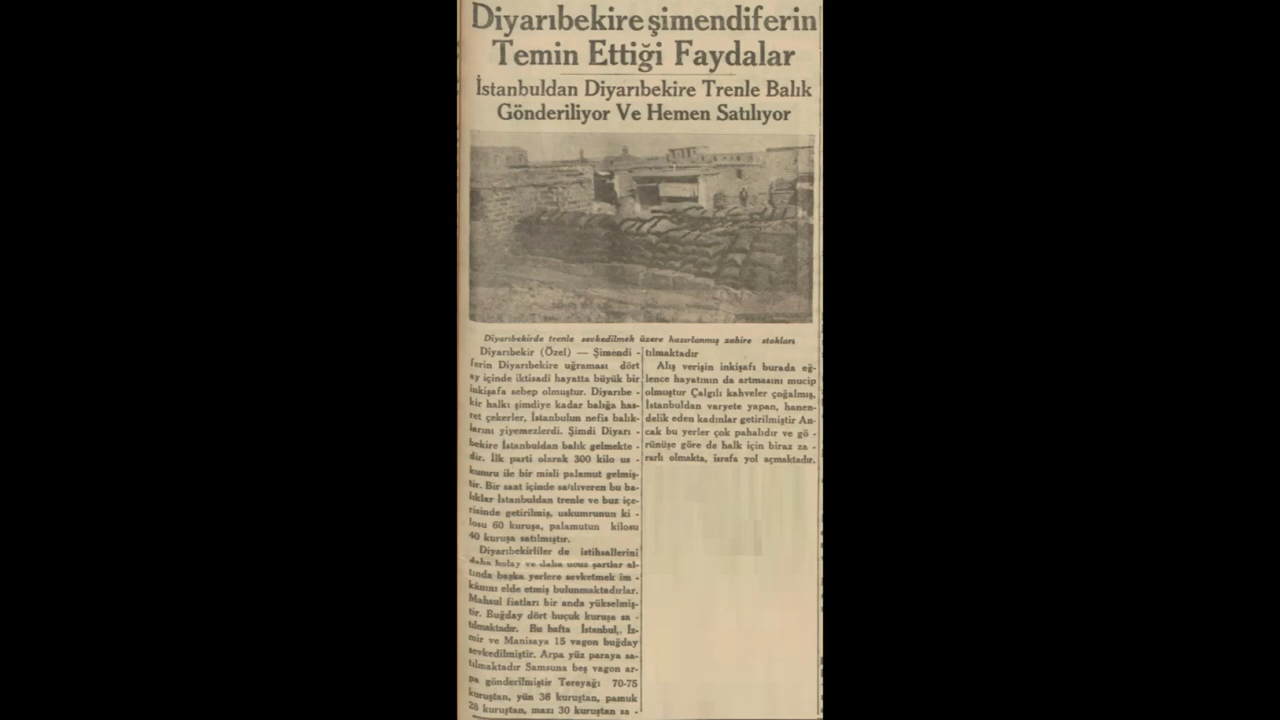 Diyarıbekire şimendiferin
Temin Ettiği Faydalar
İstanbuldan Diyarıbekire Trenle Balık
Gönderiliyor Ve Hemen Satılıyor
Diyarıbekirde trenle sevkedilmek üzere hazırlanmış zahire stokları
Diyarıbekir (Özel) — Şimendi -
ferin Diyarıbekire uğraması dört
ay içinde iktisadî hayatta büyük bir
inkişafa sebep olmuştur. Diyarıbe -
kir halkı şimdiye kadar balığa has-
ret çekerler, İstanbulun nefis balık-
larını yiyemezlerdi. Şimdi Diyarı -
bekire İstanbuldan balık gelmekte -
dir. İlk parti olarak 300 kilo us -
kumru ile bir misli palamut gelmiş-
tir. Bir saat içinde satılıveren bu ba-
lıklar İstanbuldan trenle ve buz içe-
risinde getirilmiş, uskumrunun ki -
losu 60 kuruşa, palamutun kilosu
40 kuruşa satılmıştır.
Diyarıbekirliler de istihsallerini
daha kolay ve daha ucuz şartlar al-
tında başka yerlere sevketmek im -
kânını elde etmiş bulunmaktadırlar.
Mahsul fiatları bir anda yükselmiş-
tir. Buğday dört buçuk kuruşa sa -
tılmaktadır. Bu hafta İstanbul,. İz-
mir ve Manisaya 15 vagon buğday
sevkedilmiştir. Arpa yüz paraya sa-
tılmaktadır Samsuna beş vagon ar-
pa gönderilmiştir Tereyağı 70-75
kuruştan, yün 36 kuruştan, pamuk
28 kuruştan, mazı 30 kuruştan sa -
tılmaktadır
Alış verişin inkişafı burada eğ-
lence hayatının da artmasını mucip
olmuştur Çalgılı kahveler çoğalmış,
İstanbuldan varyete yapan, hanen-
delik eden kadınlar getirilmiştir An-
cak bu yerler çok pahalıdır ve gö -
rünüşe göre de halk için biraz za -
rarlı olmakta, israfa yol açmaktadır.